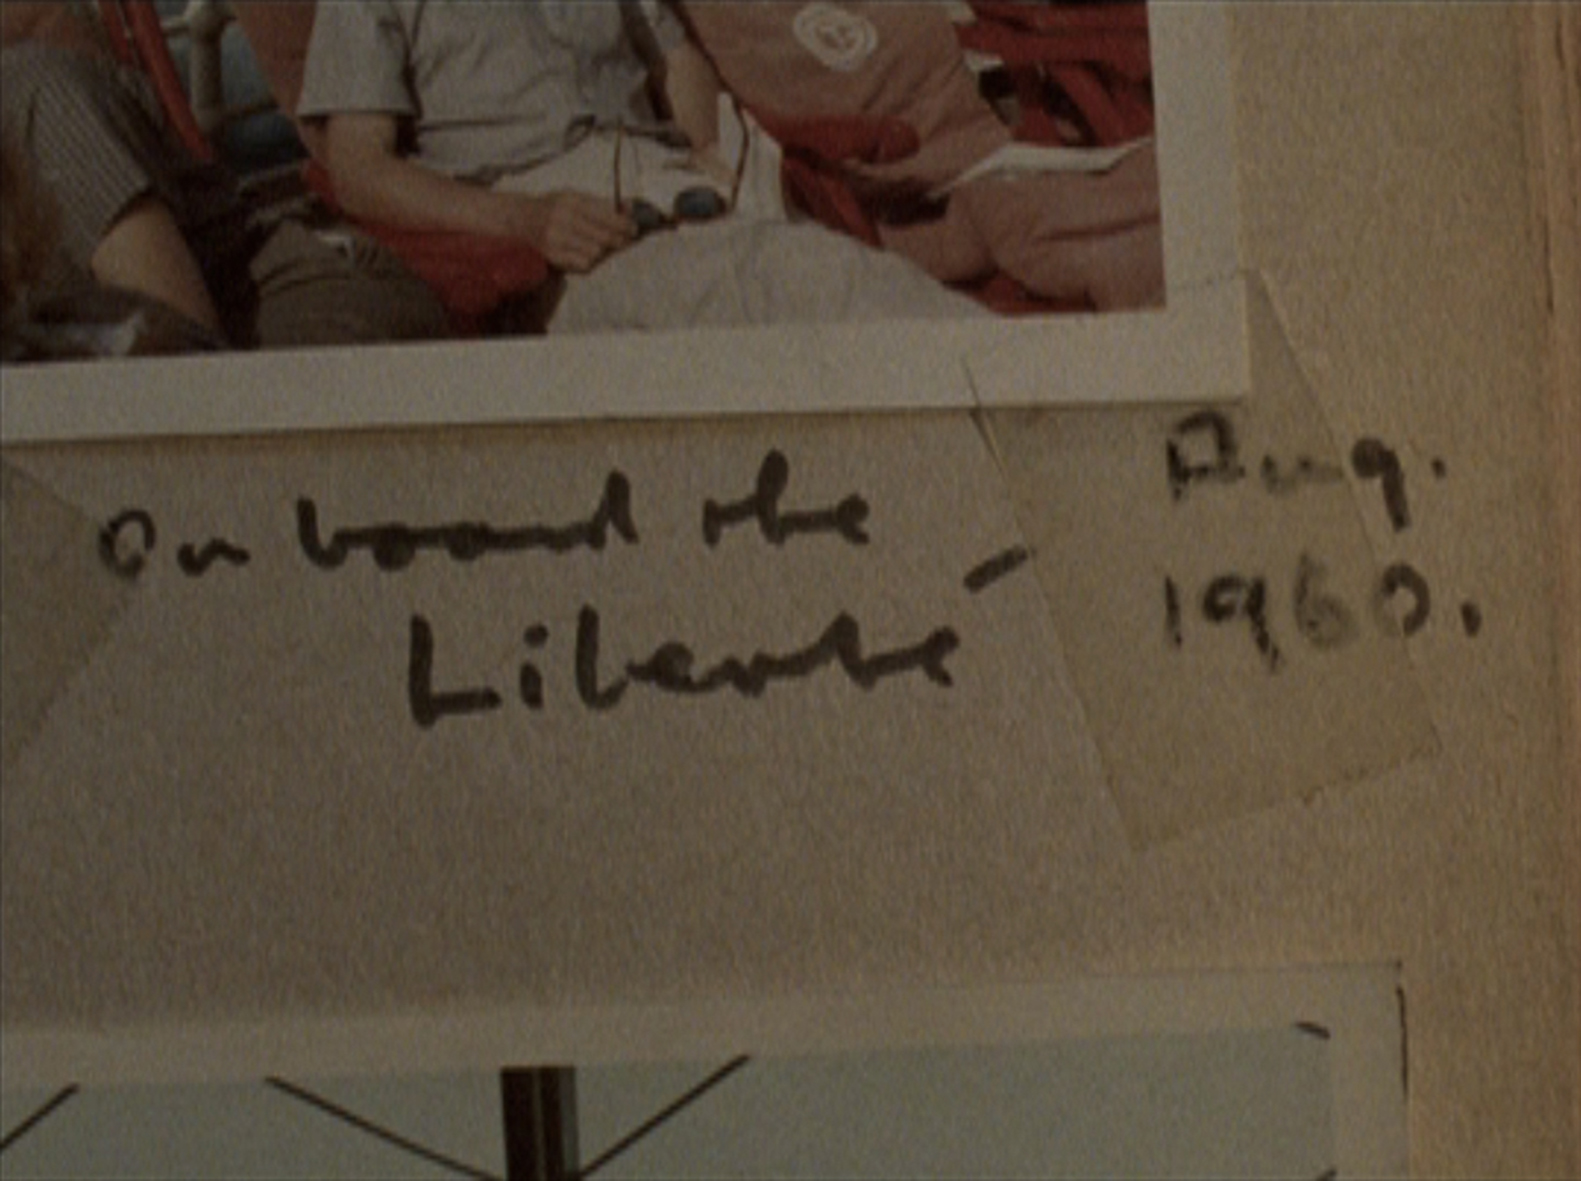 On board the
Liberté
Aug.
1960.